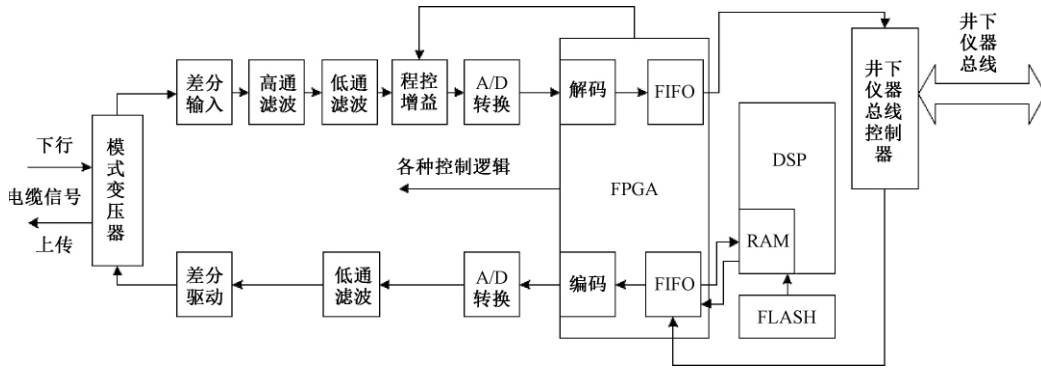 下行
电缆信号
上传
模
式
变
压
器
差分
输入
高通
滤波
低通
滤波
程控
增益
A/D
转换
解码
FIFO
各种控制逻辑
FPGA
DSP
RAM
FLASH
井
下
仪
器
总
线
控
制
器
井下
仪器
总线
差分
驱动
低通
滤波
A/D
转换
编码
FIFO